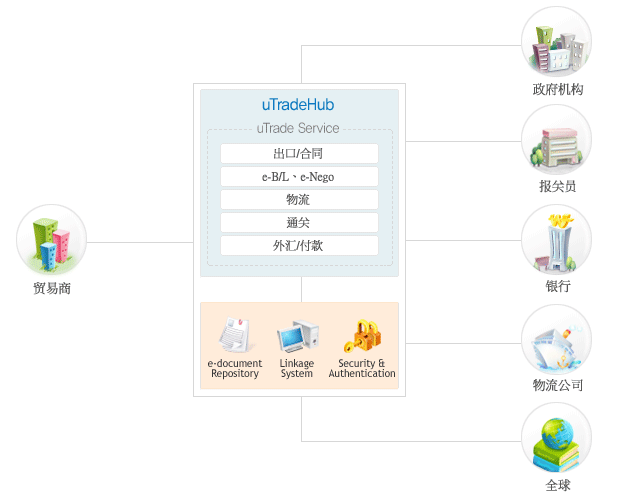 政府机构
uTradeHub
uTrade Service
出口/合同
报关员
e-B/L、e-Nego
物流
通关
外汇/付款
贸易商
银行
e-document
Repository
Linkage
System
Security &
Authentication
物流公司
全球